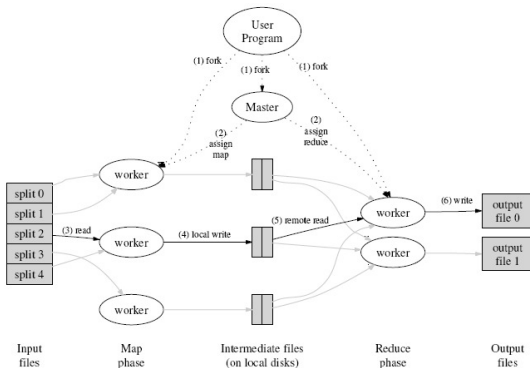 User
Program
(1) fork
(1) fork
(1) fork
Master
(2)
assign
map
(2)
assign
reduce
worker
split 0
split 1
split 2
split 3
split 4
(3) read
worker
(4) local write
(5) remote read
worker
(6) write
output
file 0
worker
output
file 1
worker
Input
files
Map
phase
Intermediate files
(on local disks)
Reduce
phase
Output
files